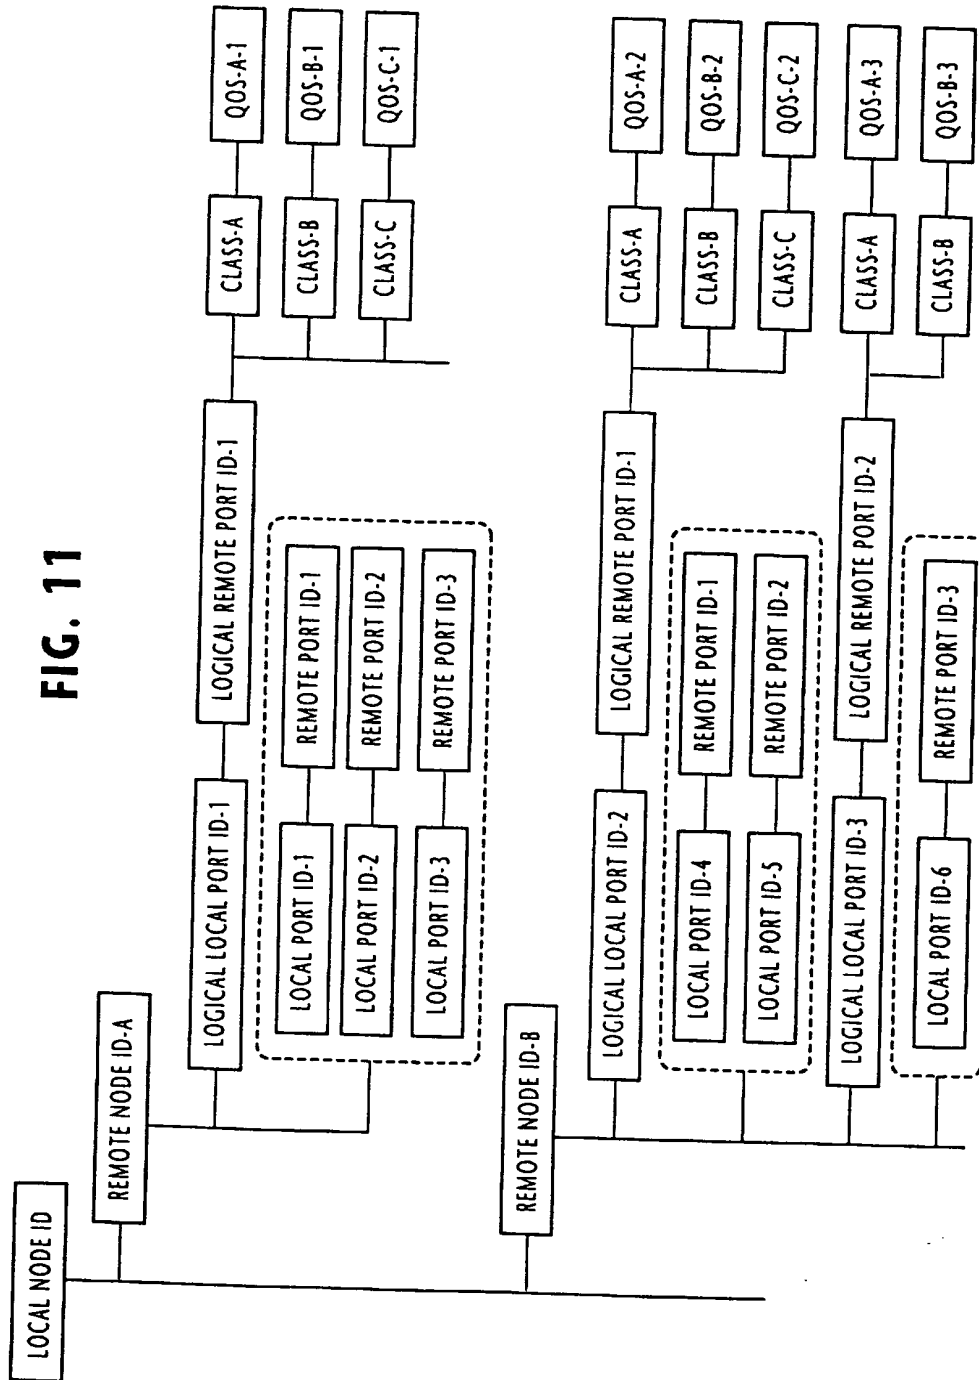 FIG. 11
LOCAL NODE ID
REMOTE NODE ID-A
LOGICAL LOCAL PORT ID-1
LOGICAL REMOTE PORT ID-1
CLASS-A
QOS-A-1
CLASS-B
QOS-B-1
CLASS-C
QOS-C-1
LOCAL PORT ID-1
REMOTE PORT ID-1
LOCAL PORT ID-2
REMOTE PORT ID-2
LOCAL PORT ID-3
REMOTE PORT ID-3
REMOTE NODE ID-B
LOGICAL LOCAL PORT ID-2
LOGICAL REMOTE PORT ID-1
CLASS-A
QOS-A-2
CLASS-B
QOS-B-2
CLASS-C
QOS-C-2
LOCAL PORT ID-4
REMOTE PORT ID-1
LOCAL PORT ID-5
REMOTE PORT ID-2
LOGICAL LOCAL PORT ID-3
LOGICAL REMOTE PORT ID-2
CLASS-A
QOS-A-3
CLASS-B
QOS-B-3
LOCAL PORT ID-6
REMOTE PORT ID-3